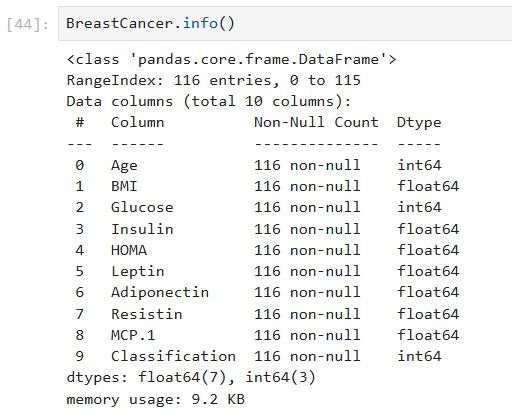 [44]: BreastCancer.info()
<class 'pandas.core.frame.DataFrame'>
RangeIndex: 116 entries, 0 to 115
Data columns (total 10 columns):
 #   Column          Non-Null Count  Dtype
---  ------          --------------  -----
 0   Age             116 non-null    int64
 1   BMI             116 non-null    float64
 2   Glucose         116 non-null    int64
 3   Insulin         116 non-null    float64
 4   HOMA            116 non-null    float64
 5   Leptin          116 non-null    float64
 6   Adiponectin     116 non-null    float64
 7   Resistin        116 non-null    float64
 8   MCP.1           116 non-null    float64
 9   Classification  116 non-null    int64
dtypes: float64(7), int64(3)
memory usage: 9.2 KB